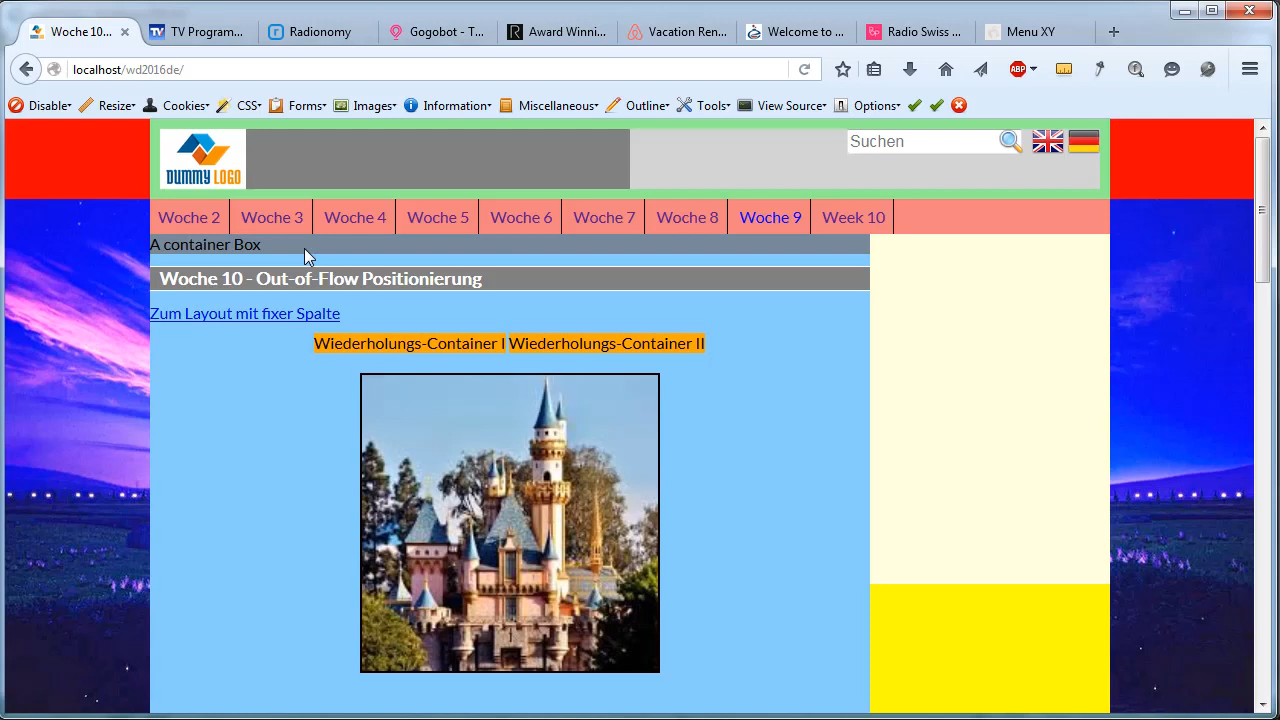 Woche 10... TV Program... Radionomy Gogobot - T... Award Winni... Vacation Ren... Welcome to ... Radio Swiss ... Menu XY
localhost/wd2016de/
ABP
Disable Resize Cookies CSS Forms Images Information Miscellaneous Outline Tools View Source Options
DUMMY LOGO
Suchen
Woche 2 Woche 3 Woche 4 Woche 5 Woche 6 Woche 7 Woche 8 Woche 9 Week 10
A container Box
Woche 10 - Out-of-Flow Positionierung
Zum Layout mit fixer Spalte
Wiederholungs-Container I Wiederholungs-Container II